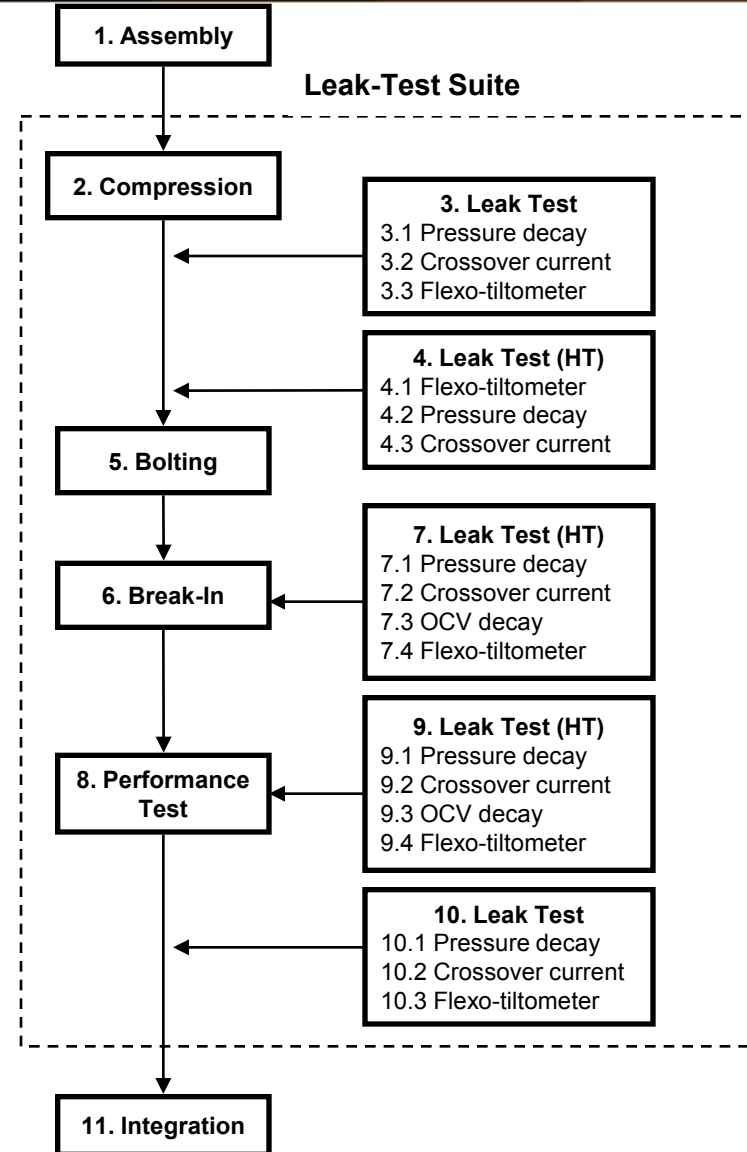 1. Assembly
Leak-Test Suite
2. Compression
3. Leak Test
3.1 Pressure decay
3.2 Crossover current
3.3 Flexo-tiltometer
4. Leak Test (HT)
4.1 Flexo-tiltometer
4.2 Pressure decay
4.3 Crossover current
5. Bolting
7. Leak Test (HT)
7.1 Pressure decay
7.2 Crossover current
7.3 OCV decay
7.4 Flexo-tiltometer
6. Break-In
9. Leak Test (HT)
9.1 Pressure decay
9.2 Crossover current
9.3 OCV decay
9.4 Flexo-tiltometer
8. Performance
Test
10. Leak Test
10.1 Pressure decay
10.2 Crossover current
10.3 Flexo-tiltometer
11. Integration